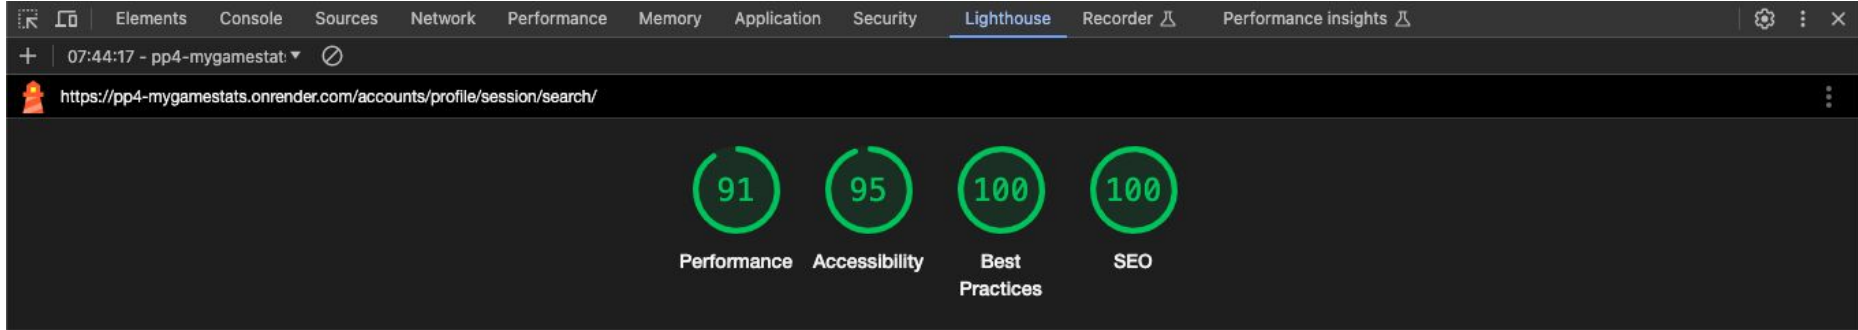 Elements Console Sources Network Performance Memory Application Security Lighthouse Recorder Performance insights
07:44:17 - pp4-mygamestat:
https://pp4-mygamestats.onrender.com/accounts/profile/session/search/
91 95 100 100
Performance Accessibility Best Practices SEO